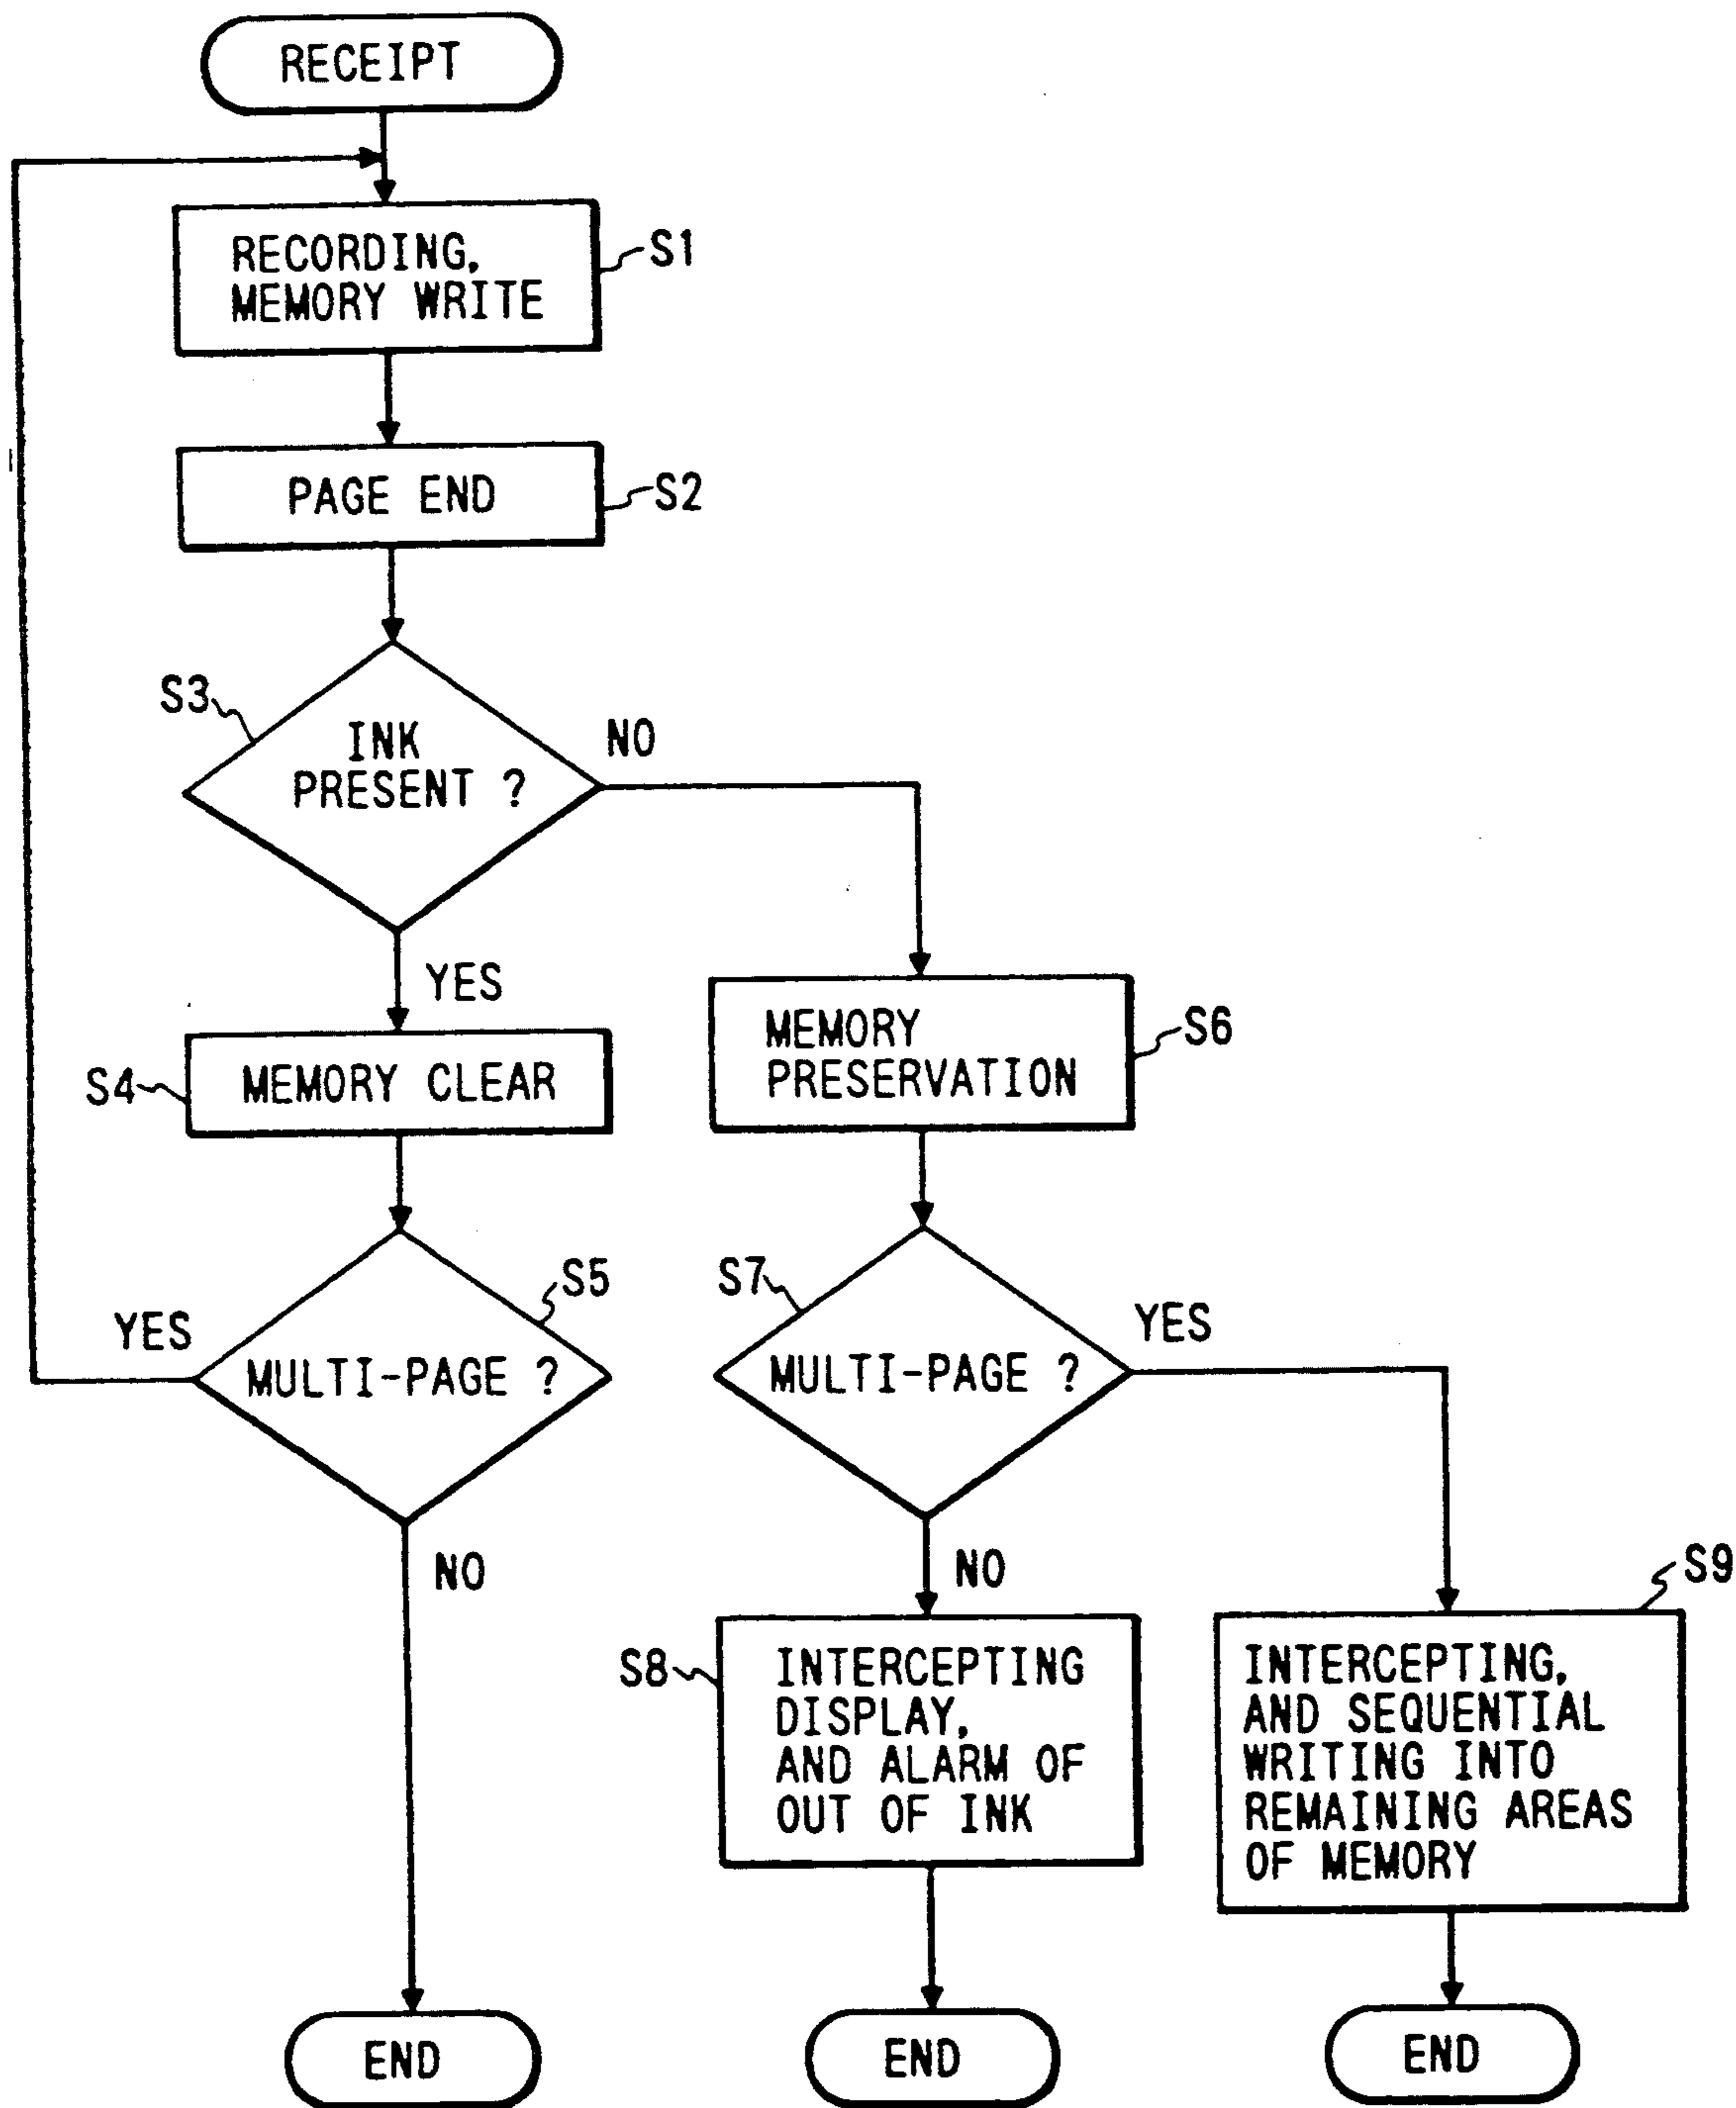 RECEIPT
RECORDING,
MEMORY WRITE
S1
PAGE END
S2
S3
INK
PRESENT ?
NO
YES
S4
MEMORY CLEAR
MEMORY
PRESERVATION
S6
S5
YES
MULTI-PAGE ?
NO
S7
MULTI-PAGE ?
YES
NO
S8
INTERCEPTING
DISPLAY,
AND ALARM OF
OUT OF INK
S9
INTERCEPTING,
AND SEQUENTIAL
WRITING INTO
REMAINING AREAS
OF MEMORY
END
END
END